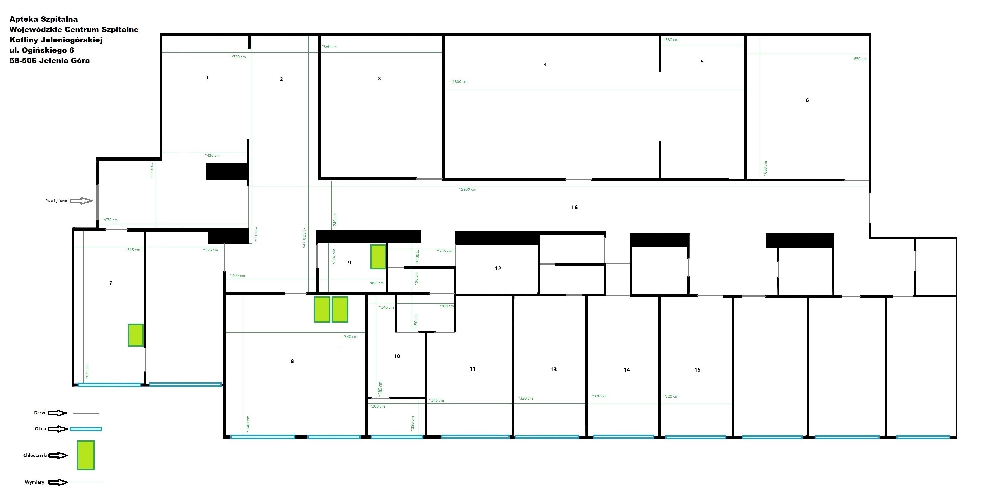 Apteka Szpitalna
Wojewódzkie Centrum Szpitalne
Kotliny Jeleniogórskiej
ul. Ogińskiego 6
58-506 Jelenia Góra
~330 cm
~560 cm
~720 cm
~650 cm
5
4
1
3
2
~1300 cm
6
~420 cm
~310 cm
~660 cm
~2900 cm
Drzwi główne
16
~670 cm
~240 cm
~910 cm
~1200 cm
~315 cm
~325 cm
~215 cm
9
~100 cm
~255 cm
12
~400 cm
~450 cm
~90 cm
7
~140 cm
~260 cm
~130 cm
~640 cm
8
10
11
13
14
15
~670 cm
~380 cm
~345 cm
~320 cm
~320 cm
~320 cm
~280 cm
~640 cm
~230 cm
Drzwi
Okna
Chłodziarki
Wymiary